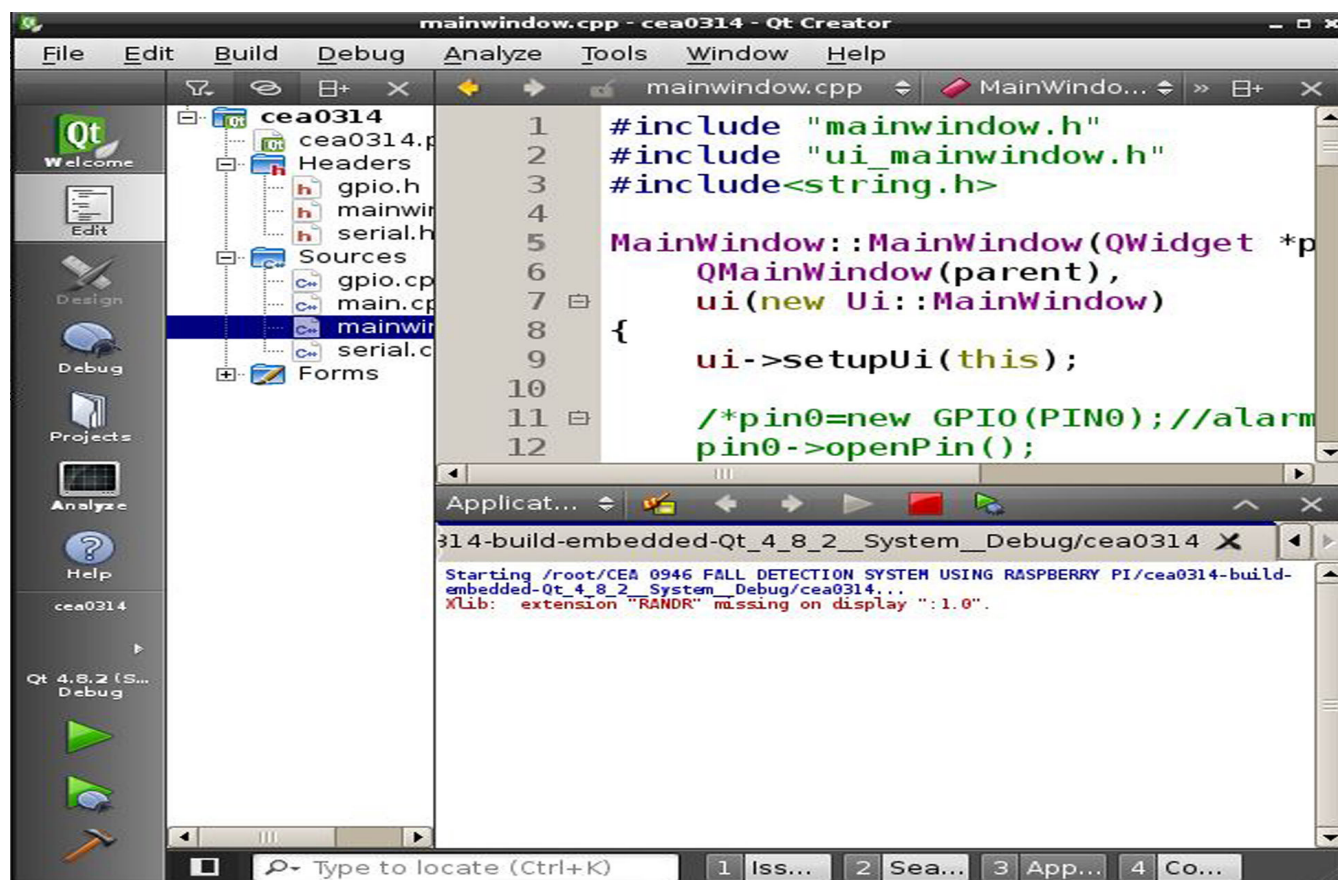 mainwindow.cpp - cea0314 - Qt Creator
File Edit Build Debug Analyze Tools Window Help
mainwindow.cpp MainWindo... »
Qt
Welcome
Edit
Design
Debug
Projects
Analyze
Help
cea0314
Qt 4.8.2 (S...
Debug
cea0314
cea0314.p
Headers
gpio.h
mainwin
serial.h
Sources
gpio.cp
main.cp
mainwin
serial.c
Forms
1 #include "mainwindow.h"
2 #include "ui_mainwindow.h"
3 #include<string.h>
4
5 MainWindow::MainWindow(QWidget *p
6 QMainWindow(parent),
7 ui(new Ui::MainWindow)
8 {
9 ui->setupUi(this);
10
11 /*pin0=new GPIO(PIN0);//alarm
12 pin0->openPin();
Applicat...
314-build-embedded-Qt_4_8_2__System__Debug/cea0314
Starting /root/CEA 0946 FALL DETECTION SYSTEM USING RASPBERRY PI/cea0314-build-
embedded-Qt_4_8_2__System__Debug/cea0314...
Xlib: extension "RANDR" missing on display ":1.0".
Type to locate (Ctrl+K) 1 Iss... 2 Sea... 3 App... 4 Co...